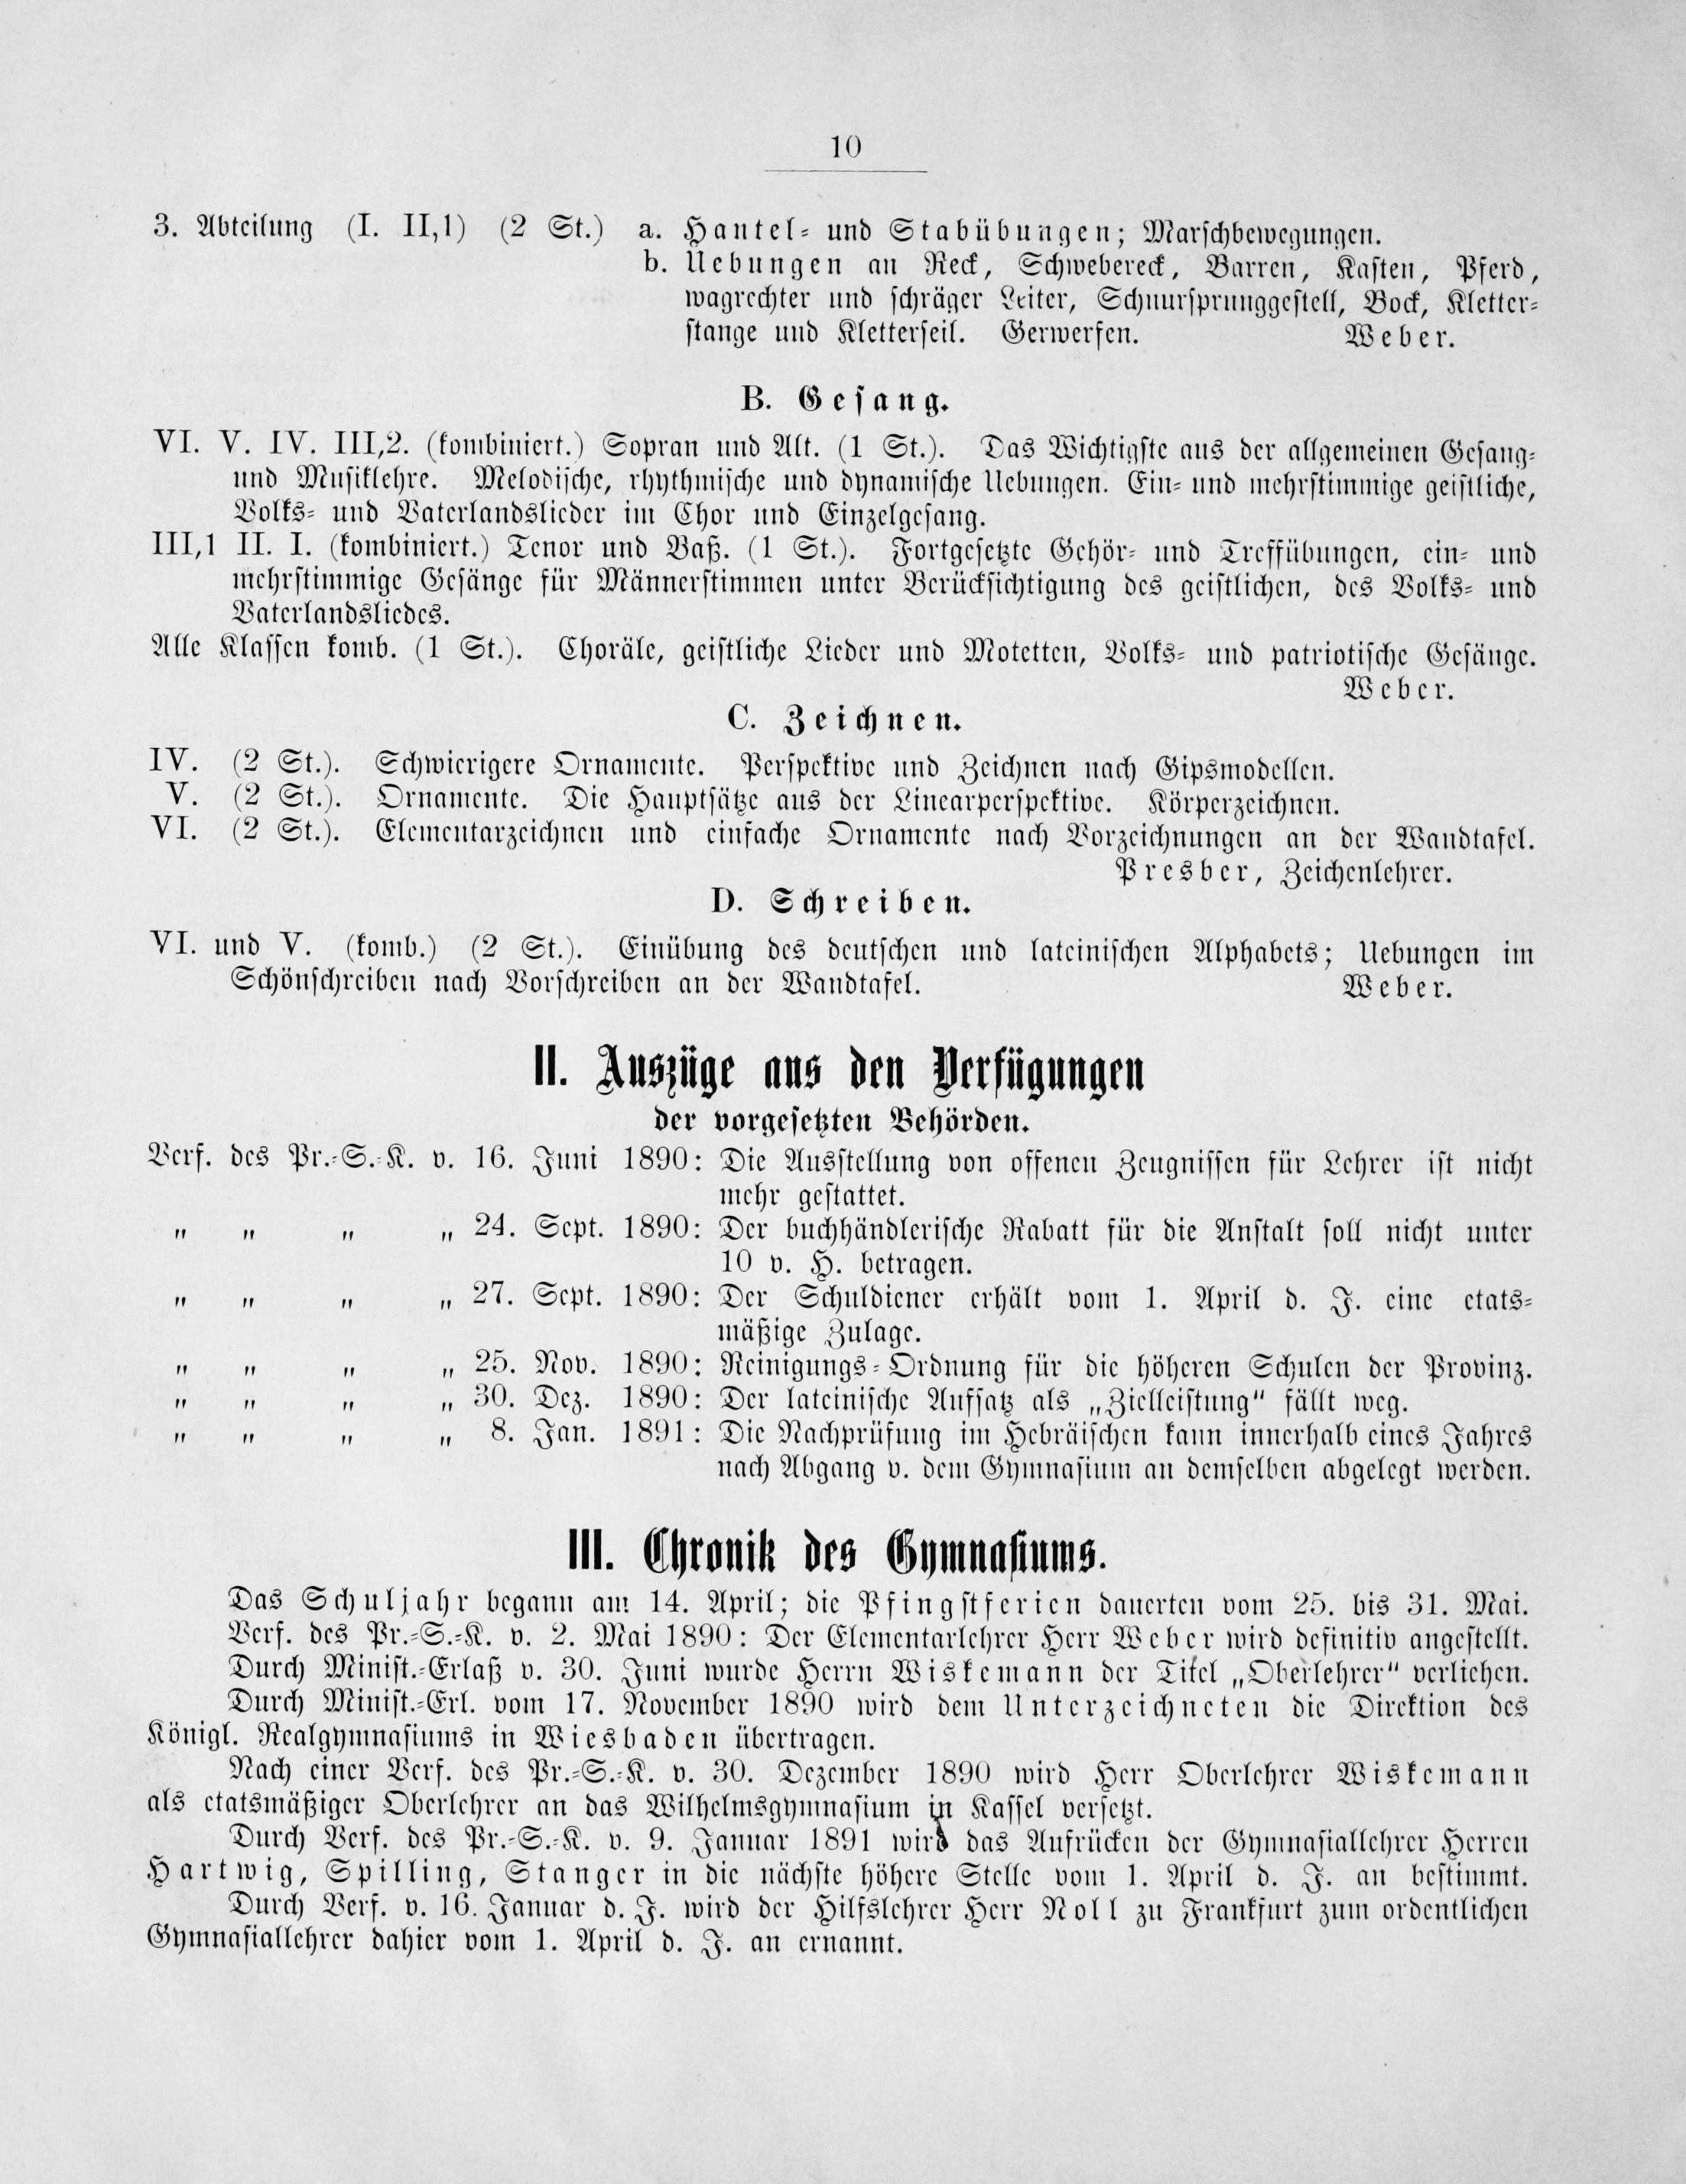 10
3. Abteilung (I. II,1) (2 St.) a. Hantel- und Stabübungen; Marschbewegungen.
b. Uebungen an Reck, Schwebereck, Barren, Kasten, Pferd,
wagrechter und schräger Leiter, Schnursprunggestell, Bock, Kletter-
stange und Kletterseil. Gerwerfen. Weber.
B. Gesang.
VI. V. IV. III,2. (kombiniert.) Sopran und Alt. (1 St.). Das Wichtigste aus der allgemeinen Gesang-
und Musiklehre. Melodische, rhythmische und dynamische Uebungen. Ein- und mehrstimmige geistliche,
Volks- und Vaterlandslieder im Chor und Einzelgesang.
III,1 II. I. (kombiniert.) Tenor und Baß. (1 St.). Fortgesetzte Gehör- und Treffübungen, ein- und
mehrstimmige Gesänge für Männerstimmen unter Berücksichtigung des geistlichen, des Volks- und
Vaterlandsliedes.
Alle Klassen komb. (1 St.). Choräle, geistliche Lieder und Motetten, Volks- und patriotische Gesänge.
Weber.
C. Zeichnen.
IV. (2 St.). Schwierigere Ornamente. Perspektive und Zeichnen nach Gipsmodellen.
V. (2 St.). Ornamente. Die Hauptsätze aus der Linearperspektive. Körperzeichnen.
VI. (2 St.). Elementarzeichnen und einfache Ornamente nach Vorzeichnungen an der Wandtafel.
Presber, Zeichenlehrer.
D. Schreiben.
VI. und V. (komb.) (2 St.). Einübung des deutschen und lateinischen Alphabets; Uebungen im
Schönschreiben nach Vorschreiben an der Wandtafel. Weber.
II. Auszüge aus den Verfügungen
der vorgesetzten Behörden.
Verf. des Pr.-S.-K. v. 16. Juni 1890: Die Ausstellung von offenen Zeugnissen für Lehrer ist nicht
mehr gestattet.
" " " " 24. Sept. 1890: Der buchhändlerische Rabatt für die Anstalt soll nicht unter
10 v. H. betragen.
" " " " 27. Sept. 1890: Der Schuldiener erhält vom 1. April d. J. eine etats-
mäßige Zulage.
" " " " 25. Nov. 1890: Reinigungs-Ordnung für die höheren Schulen der Provinz.
" " " " 30. Dez. 1890: Der lateinische Aufsatz als „Zielleistung“ fällt weg.
" " " " 8. Jan. 1891: Die Nachprüfung im Hebräischen kann innerhalb eines Jahres
nach Abgang v. dem Gymnasium an demselben abgelegt werden.
III. Chronik des Gymnasiums.
Das Schuljahr begann am 14. April; die Pfingstferien dauerten vom 25. bis 31. Mai.
Verf. des Pr.-S.-K. v. 2. Mai 1890: Der Elementarlehrer Herr Weber wird definitiv angestellt.
Durch Minist.-Erlaß v. 30. Juni wurde Herrn Wiskemann der Titel „Oberlehrer“ verliehen.
Durch Minist.-Erl. vom 17. November 1890 wird dem Unterzeichneten die Direktion des
Königl. Realgymnasiums in Wiesbaden übertragen.
Nach einer Verf. des Pr.-S.-K. v. 30. Dezember 1890 wird Herr Oberlehrer Wiskemann
als etatsmäßiger Oberlehrer an das Wilhelmsgymnasium in Kassel versetzt.
Durch Verf. des Pr.-S.-K. v. 9. Januar 1891 wird das Aufrücken der Gymnasiallehrer Herren
Hartwig, Spilling, Stanger in die nächste höhere Stelle vom 1. April d. J. an bestimmt.
Durch Verf. v. 16. Januar d. J. wird der Hilfslehrer Herr Noll zu Frankfurt zum ordentlichen
Gymnasiallehrer dahier vom 1. April d. J. an ernannt.